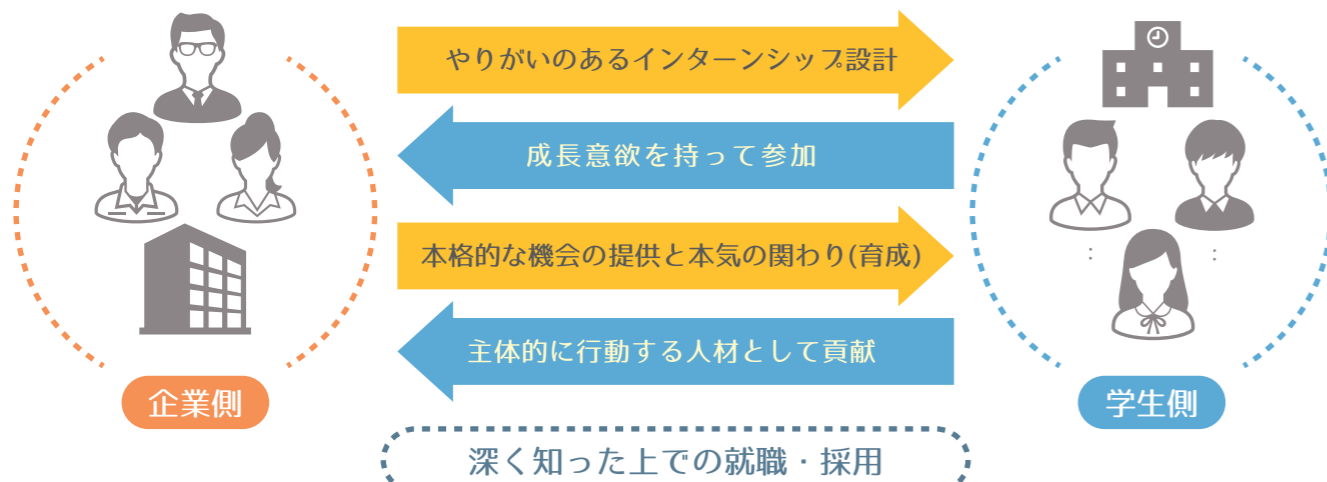 やりがいのあるインターンシップ設計
成長意欲を持って参加
本格的な機会の提供と本気の関わり(育成)
主体的に行動する人材として貢献
企業側
学生側
深く知った上での就職・採用